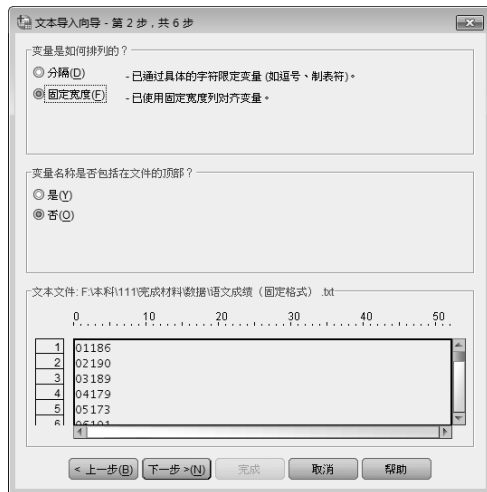 文本导入向导 - 第 2 步，共 6 步
变量是如何排列的？
分隔(D) - 已通过具体的字符限定变量 (如逗号、制表符)。
固定宽度(F) - 已使用固定宽度列对齐变量。
变量名称是否包括在文件的顶部？
是(Y)
否(O)
文本文件: F:\本科\111\完成材料\数据\语文成绩（固定格式）.txt
0 10 20 30 40 50
1 01186
2 02190
3 03189
4 04179
5 05173
6 06191
< 上一步(B) 下一步 >(N) 完成 取消 帮助